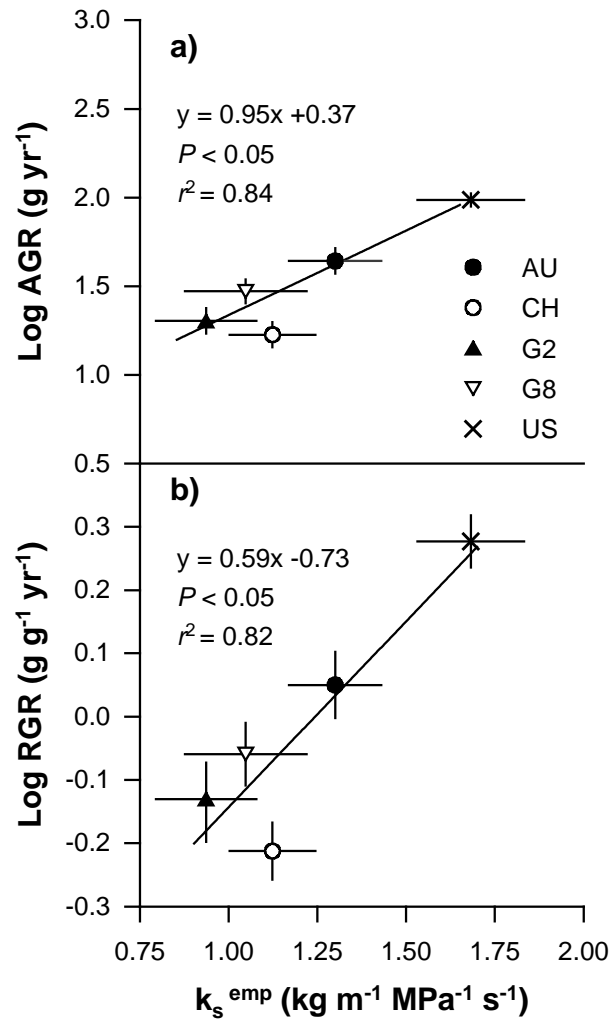 3.0
a)
2.5
y = 0.95x +0.37
P < 0.05
r² = 0.84
2.0
Log AGR (g yr⁻¹)
1.5
1.0
0.5
AU
CH
G2
G8
US
b)
0.3
y = 0.59x -0.73
P < 0.05
r² = 0.82
0.2
0.1
Log RGR (g g⁻¹ yr⁻¹)
0.0
-0.1
-0.2
-0.3
0.75 1.00 1.25 1.50 1.75 2.00
kₛ ᵉᵐᵖ (kg m⁻¹ MPa⁻¹ s⁻¹)